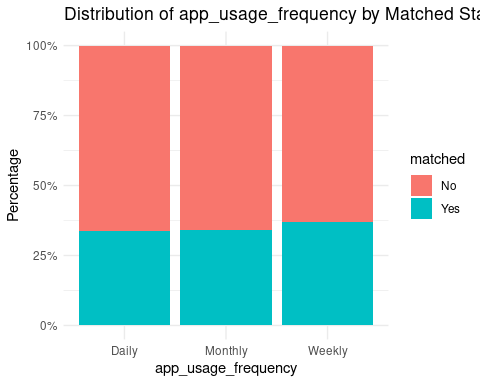 Distribution of app_usage_frequency by Matched Sta
100%
75%
50%
25%
0%
Percentage
Daily
Monthly
Weekly
app_usage_frequency
matched
No
Yes